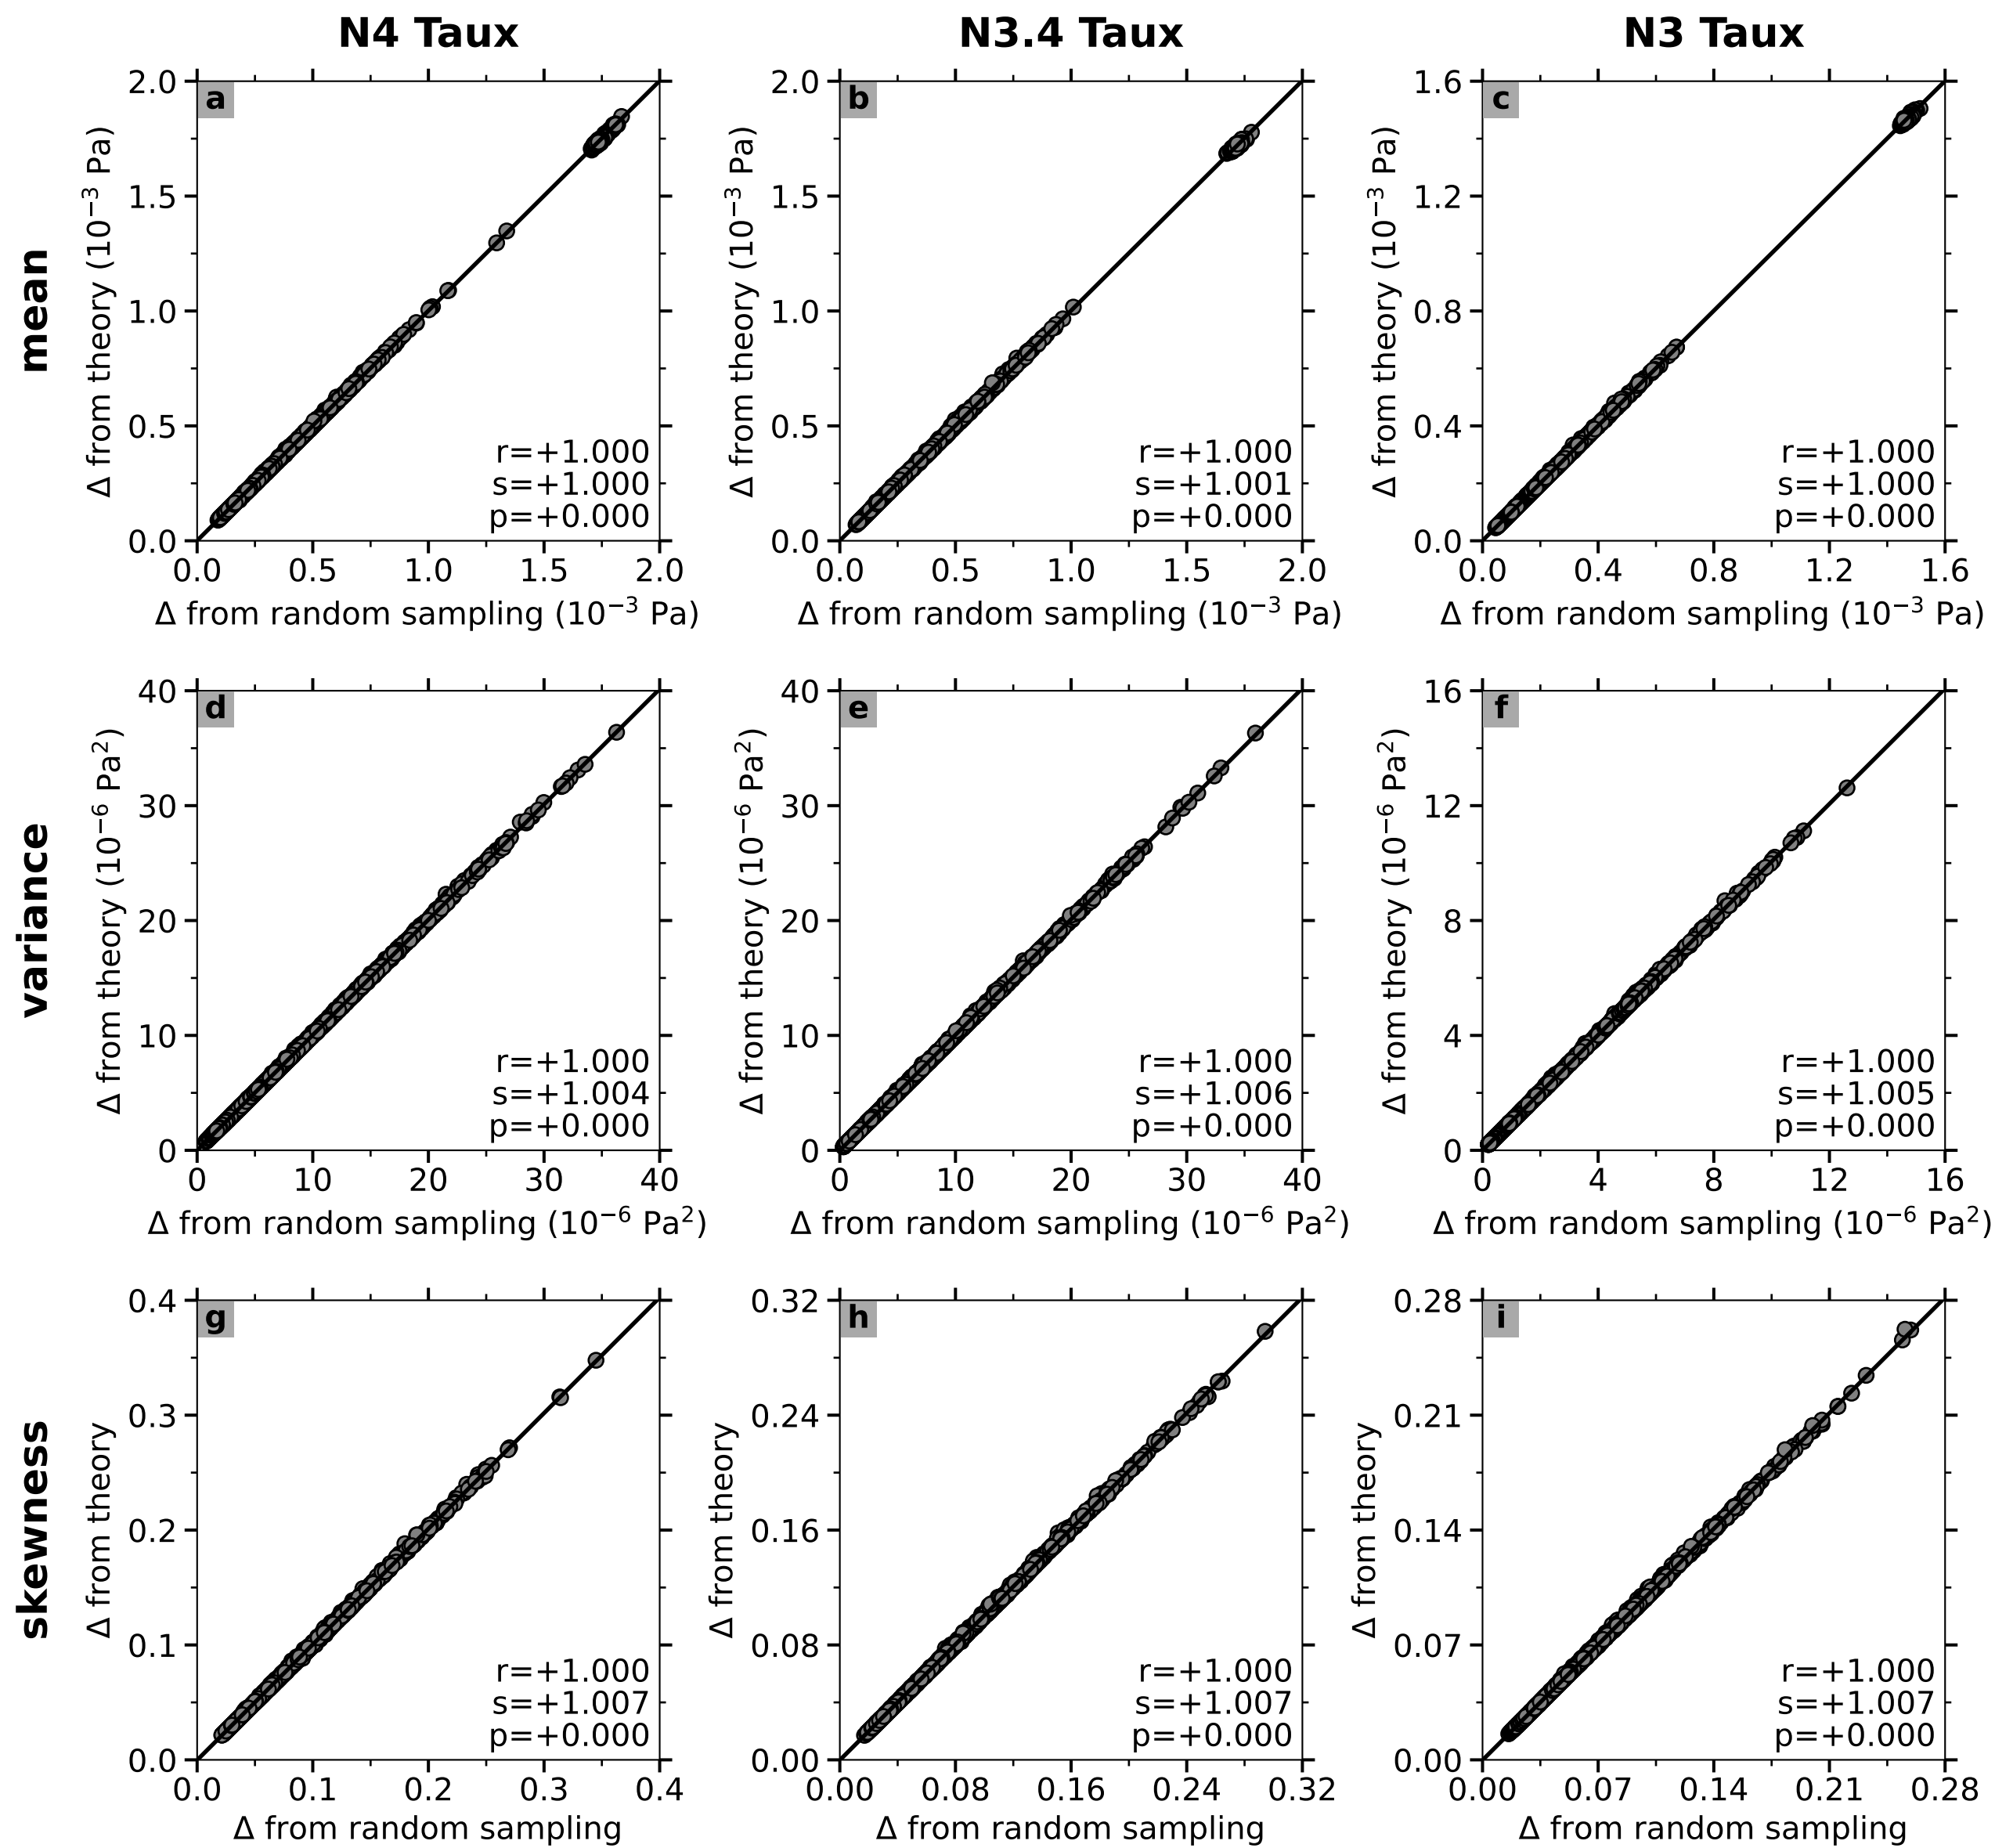 N4 Taux
N3.4 Taux
N3 Taux
mean
a
2.0
1.5
1.0
0.5
0.0
Δ from theory (10⁻³ Pa)
r=+1.000
s=+1.000
p=+0.000
0.0 0.5 1.0 1.5 2.0
Δ from random sampling (10⁻³ Pa)
b
2.0
1.5
1.0
0.5
0.0
Δ from theory (10⁻³ Pa)
r=+1.000
s=+1.001
p=+0.000
0.0 0.5 1.0 1.5 2.0
Δ from random sampling (10⁻³ Pa)
c
1.6
1.2
0.8
0.4
0.0
Δ from theory (10⁻³ Pa)
r=+1.000
s=+1.000
p=+0.000
0.0 0.4 0.8 1.2 1.6
Δ from random sampling (10⁻³ Pa)
variance
d
40
30
20
10
0
Δ from theory (10⁻⁶ Pa²)
r=+1.000
s=+1.004
p=+0.000
0 10 20 30 40
Δ from random sampling (10⁻⁶ Pa²)
e
40
30
20
10
0
Δ from theory (10⁻⁶ Pa²)
r=+1.000
s=+1.006
p=+0.000
0 10 20 30 40
Δ from random sampling (10⁻⁶ Pa²)
f
16
12
8
4
0
Δ from theory (10⁻⁶ Pa²)
r=+1.000
s=+1.005
p=+0.000
0 4 8 12 16
Δ from random sampling (10⁻⁶ Pa²)
skewness
g
0.4
0.3
0.2
0.1
0.0
Δ from theory
r=+1.000
s=+1.007
p=+0.000
0.0 0.1 0.2 0.3 0.4
Δ from random sampling
h
0.32
0.24
0.16
0.08
0.00
Δ from theory
r=+1.000
s=+1.007
p=+0.000
0.00 0.08 0.16 0.24 0.32
Δ from random sampling
i
0.28
0.21
0.14
0.07
0.00
Δ from theory
r=+1.000
s=+1.007
p=+0.000
0.00 0.07 0.14 0.21 0.28
Δ from random sampling